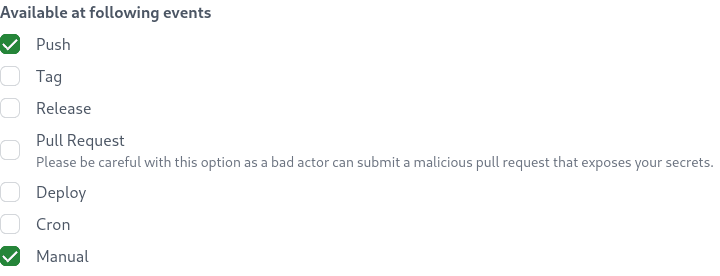 Available at following events
Push
Tag
Release
Pull Request
Please be careful with this option as a bad actor can submit a malicious pull request that exposes your secrets.
Deploy
Cron
Manual